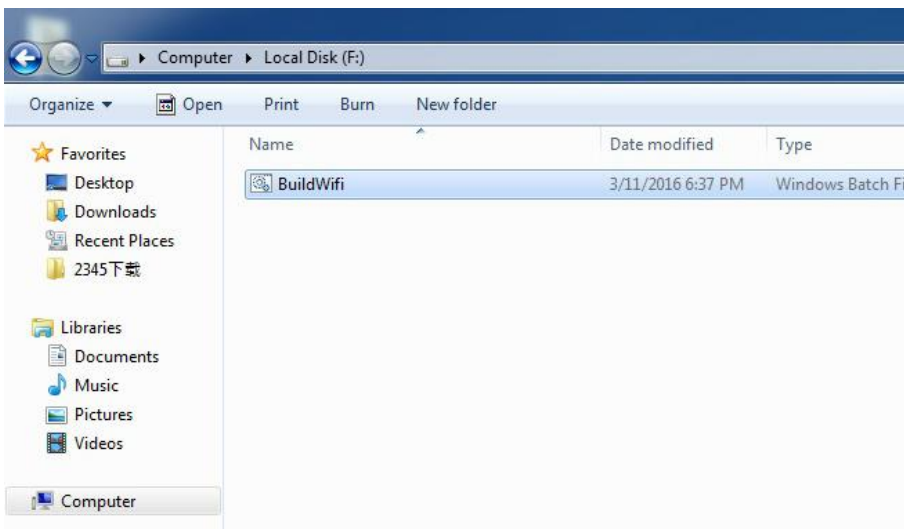 Computer ▸ Local Disk (F:)
Organize ▾ Open Print Burn New folder
Name Date modified Type
BuildWifi 3/11/2016 6:37 PM Windows Batch Fi
Favorites
Desktop
Downloads
Recent Places
2345下载
Libraries
Documents
Music
Pictures
Videos
Computer